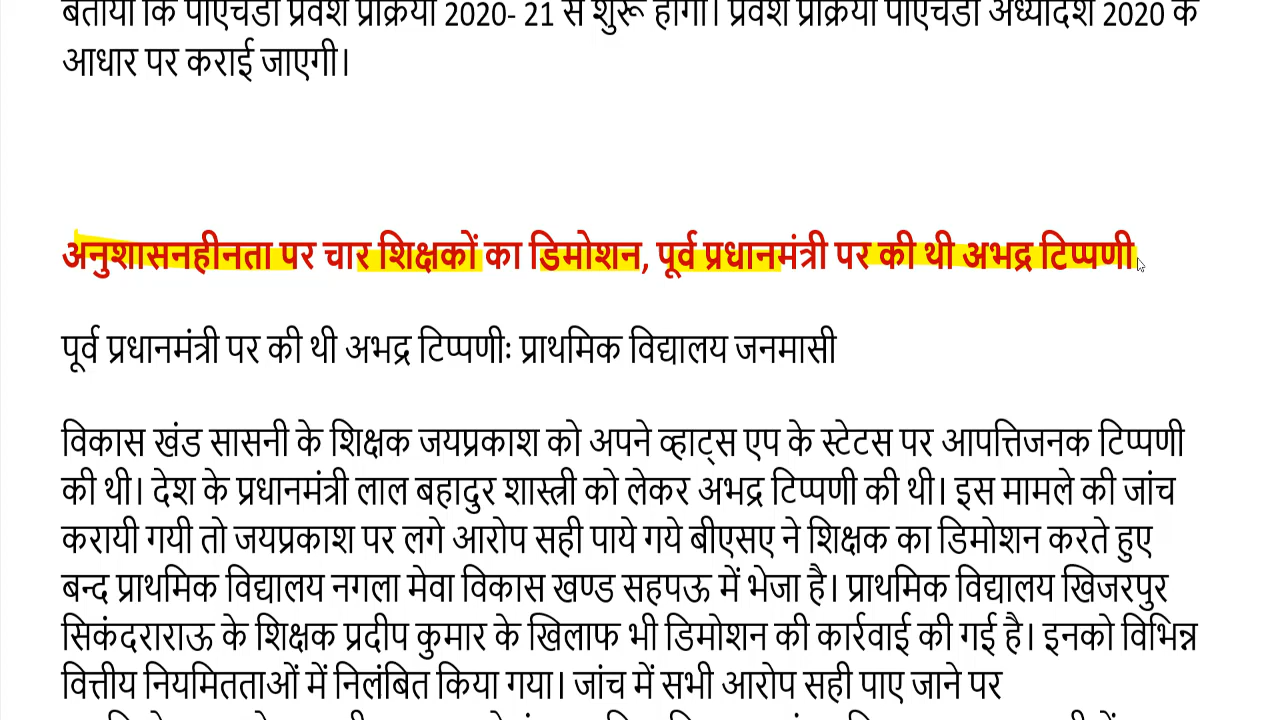 बताया कि पीएचडी प्रवेश प्रक्रिया 2020- 21 से शुरू होगी। प्रवेश प्रक्रिया पीएचडी अध्यादेश 2020 के
आधार पर कराई जाएगी।
अनुशासनहीनता पर चार शिक्षकों का डिमोशन, पूर्व प्रधानमंत्री पर की थी अभद्र टिप्पणी
पूर्व प्रधानमंत्री पर की थी अभद्र टिप्पणीः प्राथमिक विद्यालय जनमासी
विकास खंड सासनी के शिक्षक जयप्रकाश को अपने व्हाट्स एप के स्टेटस पर आपत्तिजनक टिप्पणी
की थी। देश के प्रधानमंत्री लाल बहादुर शास्त्री को लेकर अभद्र टिप्पणी की थी। इस मामले की जांच
करायी गयी तो जयप्रकाश पर लगे आरोप सही पाये गये बीएसए ने शिक्षक का डिमोशन करते हुए
बन्द प्राथमिक विद्यालय नगला मेवा विकास खण्ड सहपऊ में भेजा है। प्राथमिक विद्यालय खिजरपुर
सिकंदराराऊ के शिक्षक प्रदीप कुमार के खिलाफ भी डिमोशन की कार्रवाई की गई है। इनको विभिन्न
वित्तीय नियमितताओं में निलंबित किया गया। जांच में सभी आरोप सही पाए जाने पर